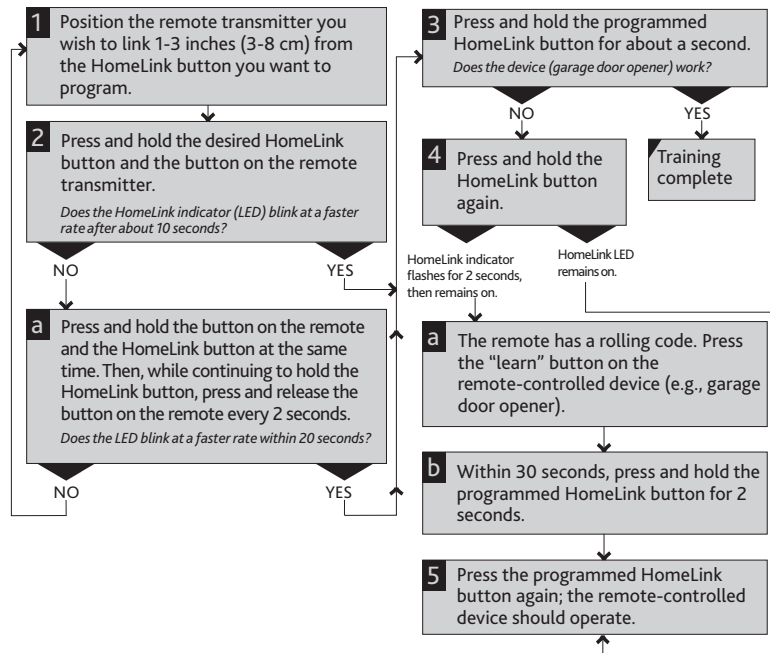 1
Position the remote transmitter you
wish to link 1-3 inches (3-8 cm) from
the HomeLink button you want to
program.
2
Press and hold the desired HomeLink
button and the button on the remote
transmitter.
Does the HomeLink indicator (LED) blink at a faster
rate after about 10 seconds?
NO
YES
a
Press and hold the button on the remote
and the HomeLink button at the same
time. Then, while continuing to hold the
HomeLink button, press and release the
button on the remote every 2 seconds.
Does the LED blink at a faster rate within 20 seconds?
NO
YES
3
Press and hold the programmed
HomeLink button for about a second.
Does the device (garage door opener) work?
NO
YES
4
Press and hold the
HomeLink button
again.
Training
complete
HomeLink indicator
flashes for 2 seconds,
then remains on.
HomeLink LED
remains on.
a
The remote has a rolling code. Press
the “learn” button on the
remote-controlled device (e.g., garage
door opener).
b
Within 30 seconds, press and hold the
programmed HomeLink button for 2
seconds.
5
Press the programmed HomeLink
button again; the remote-controlled
device should operate.